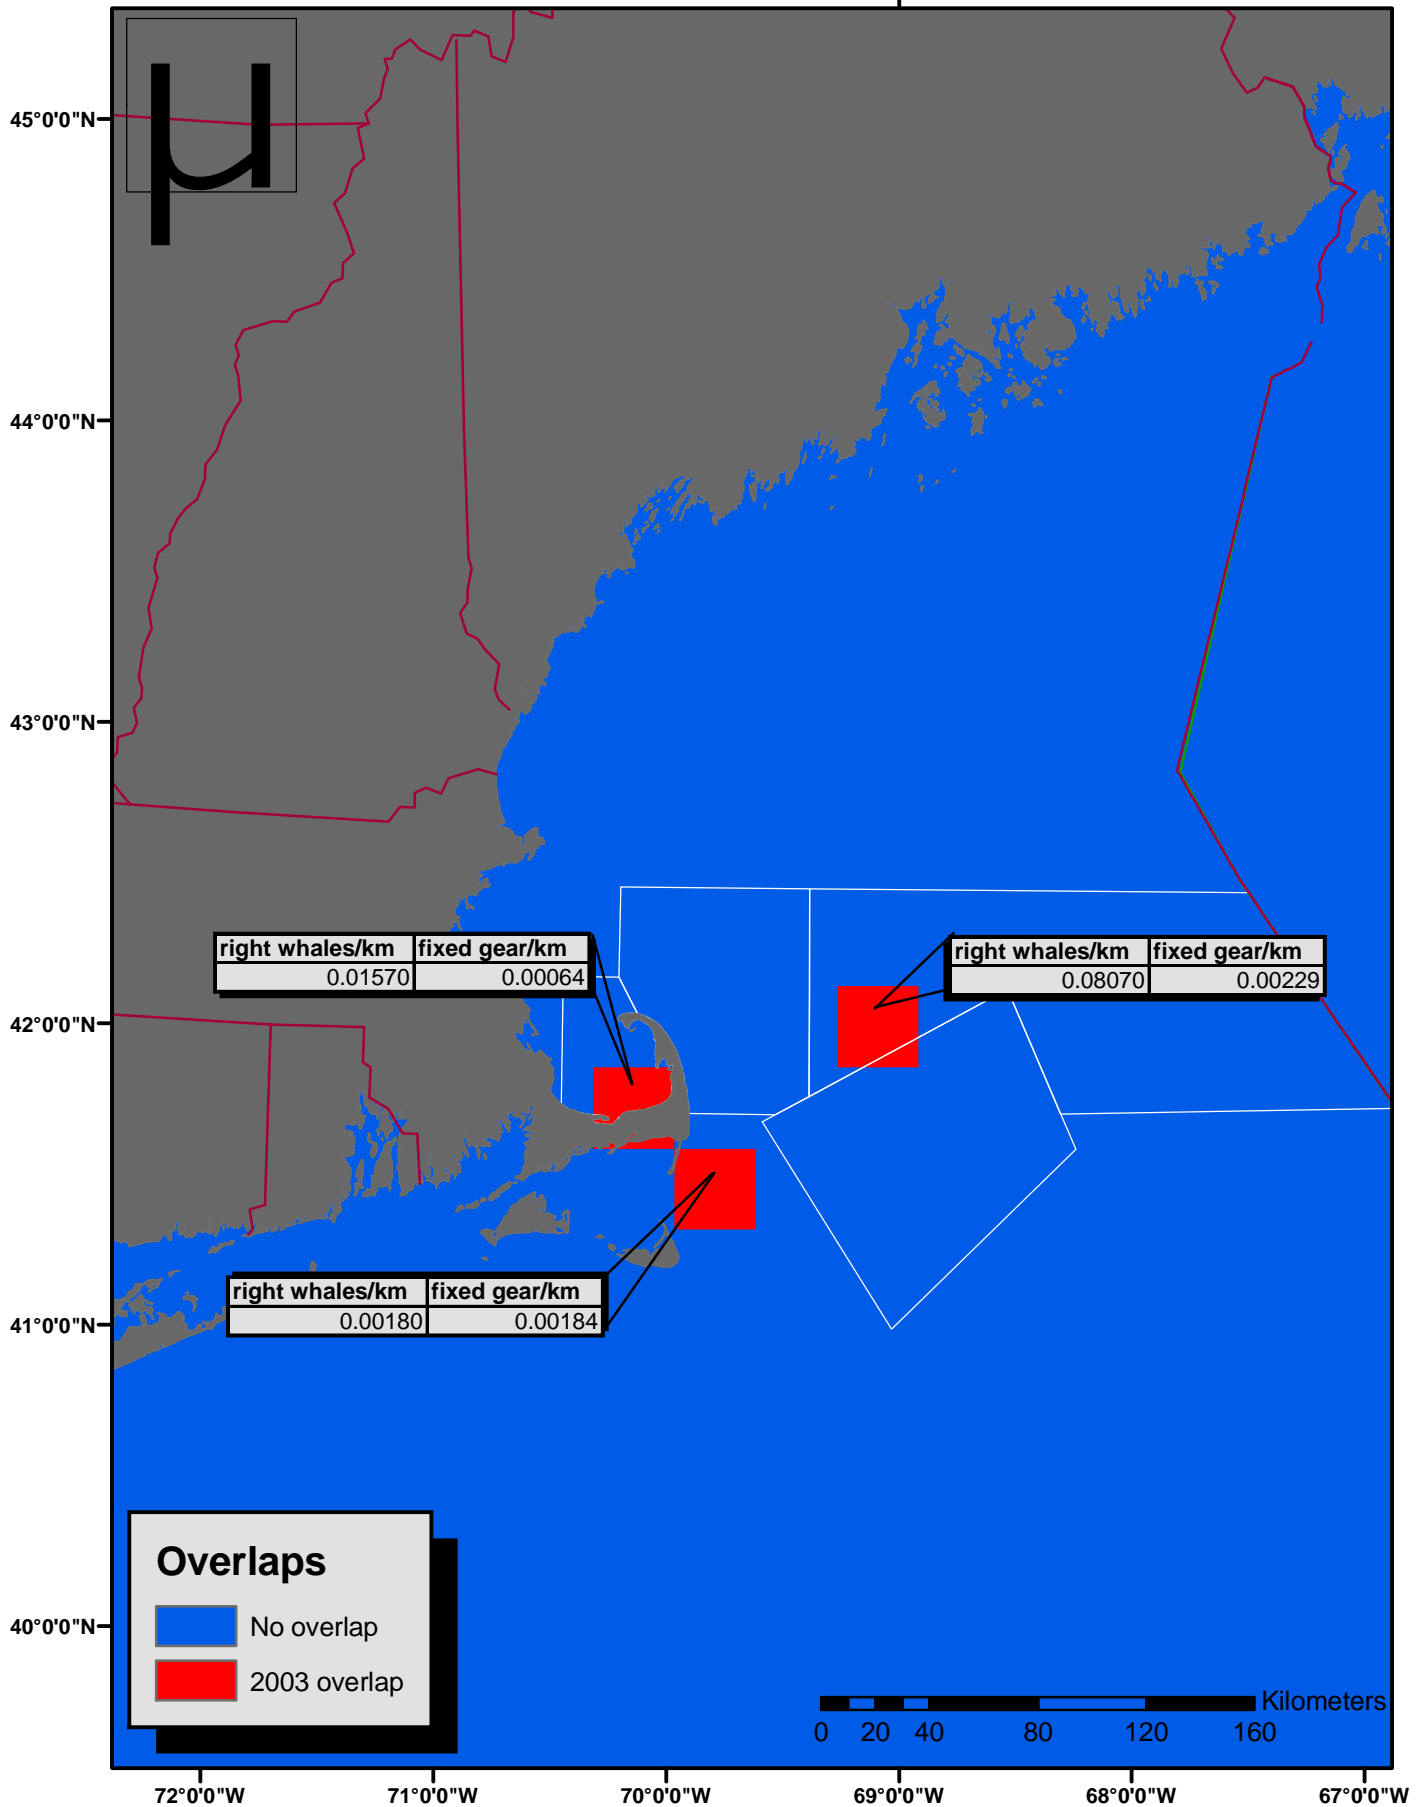 µ
45°0'0"N
44°0'0"N
43°0'0"N
right whales/km fixed gear/km
0.01570 0.00064
right whales/km fixed gear/km
0.08070 0.00229
42°0'0"N
right whales/km fixed gear/km
0.00180 0.00184
41°0'0"N
Overlaps
No overlap
2003 overlap
40°0'0"N
Kilometers
0 20 40 80 120 160
72°0'0"W 71°0'0"W 70°0'0"W 69°0'0"W 68°0'0"W 67°0'0"W